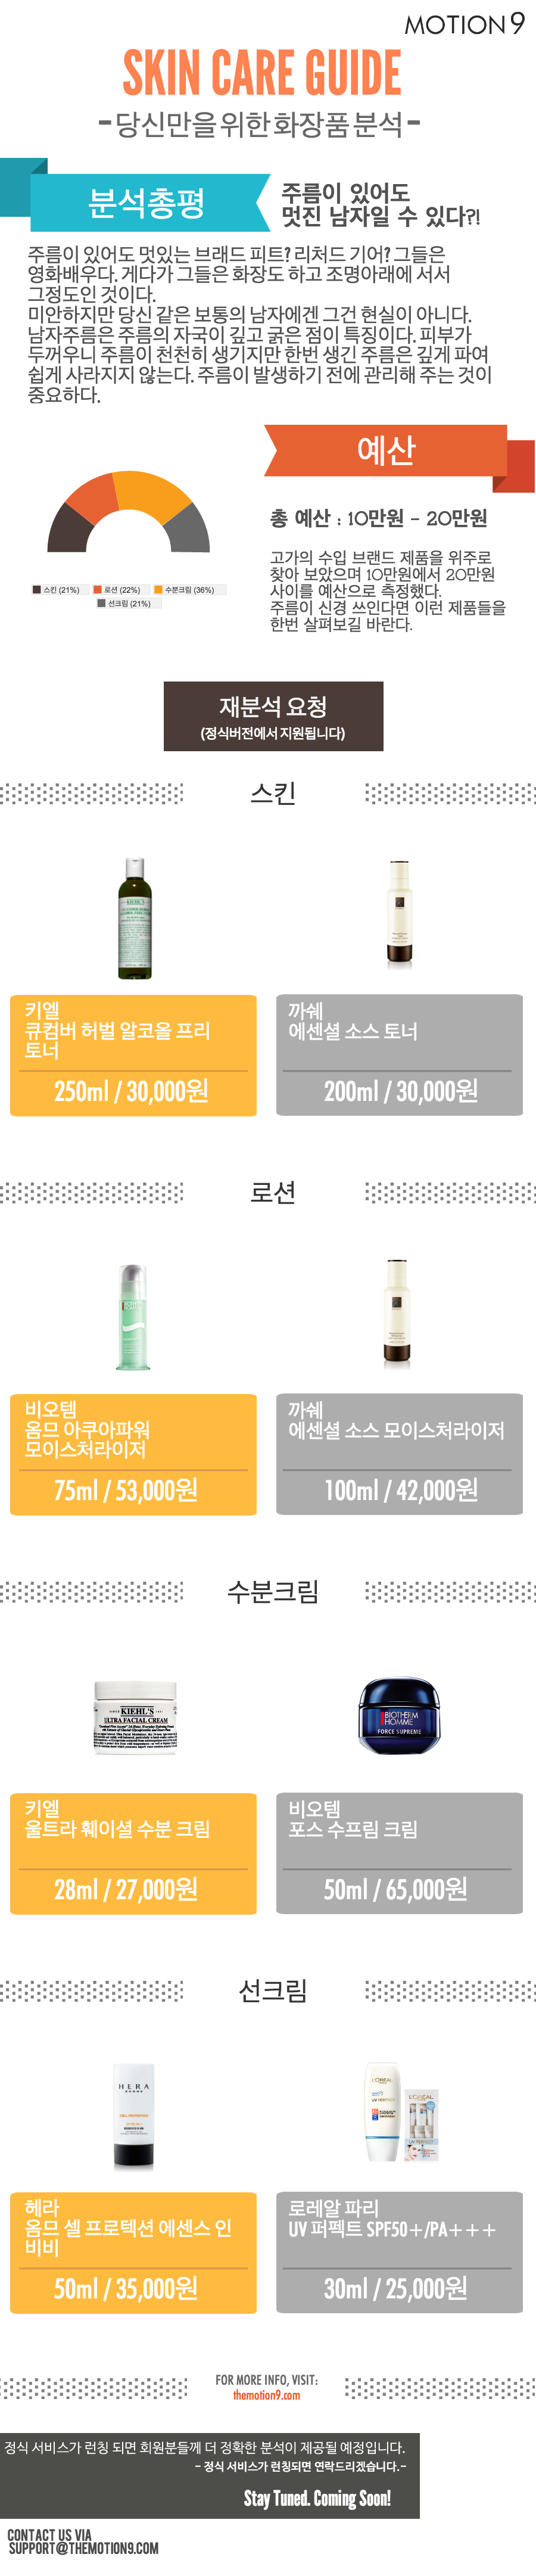 MOTION 9
SKIN CARE GUIDE
-당신만을위한화장품분석-
분석총평
주름이 있어도
멋진 남자일 수 있다?!
주름이 있어도 멋있는 브래드 피트? 리처드 기어? 그들은
영화배우다. 게다가 그들은 화장도 하고 조명아래에 서서
그정도인 것이다.
미안하지만 당신 같은 보통의 남자에겐 그건 현실이 아니다.
남자주름은 주름의 자국이 깊고 굵은 점이 특징이다. 피부가
두꺼우니 주름이 천천히 생기지만 한번 생긴 주름은 깊게 파여
쉽게 사라지지 않는다. 주름이 발생하기 전에 관리해 주는 것이
중요하다.
예산
스킨 (21%) 로션 (22%) 수분크림 (36%)
선크림 (21%)
총 예산 : 10만원 - 20만원
고가의 수입 브랜드 제품을 위주로
찾아 보았으며 10만원에서 20만원
사이를 예산으로 측정했다.
주름이 신경 쓰인다면 이런 제품들을
한번 살펴보길 바란다.
재분석 요청
(정식버전에서 지원됩니다)
스킨
KIEHL'S
키엘
큐컴버 허벌 알코올 프리
토너
250ml / 30,000원
까쉐
에센셜 소스 토너
200ml / 30,000원
로션
비오템
옴므 아쿠아파워
모이스처라이저
75ml / 53,000원
까쉐
에센셜 소스 모이스처라이저
100ml / 42,000원
수분크림
KIEHL'S
ULTRA FACIAL CREAM
BIOTHERM
HOMME
FORCE SUPREME
키엘
울트라 훼이셜 수분 크림
28ml / 27,000원
비오템
포스 수프림 크림
50ml / 65,000원
선크림
HERA
HOMME
L'OREAL
UV PERFECT
L'OREAL
UV PERFECT
헤라
옴므 셀 프로텍션 에센스 인
비비
50ml / 35,000원
로레알 파리
UV 퍼펙트 SPF50+/PA+++
30ml / 25,000원
FOR MORE INFO, VISIT:
themotion9.com
정식 서비스가 런칭 되면 회원분들께 더 정확한 분석이 제공될 예정입니다.
- 정식 서비스가 런칭되면 연락드리겠습니다.-
Stay Tuned. Coming Soon!
CONTACT US VIA
SUPPORT@THEMOTION9.COM